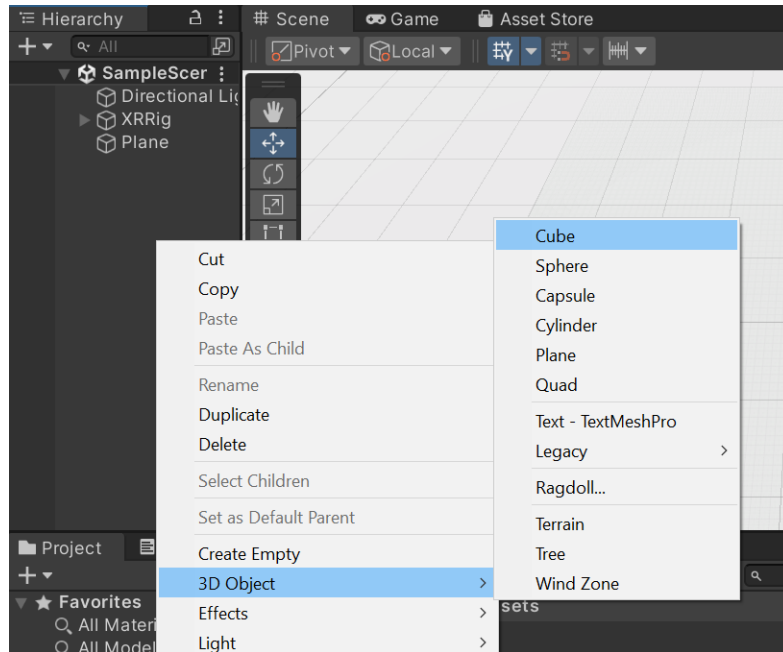 Hierarchy
Scene
Game
Asset Store
All
Pivot
Local
SampleScer
Directional Lig
XRRig
Plane
Cut
Copy
Paste
Paste As Child
Rename
Duplicate
Delete
Select Children
Set as Default Parent
Create Empty
3D Object
Effects
Light
Cube
Sphere
Capsule
Cylinder
Plane
Quad
Text - TextMeshPro
Legacy
Ragdoll...
Terrain
Tree
Wind Zone
Project
Favorites
All Materi
All Model
sets